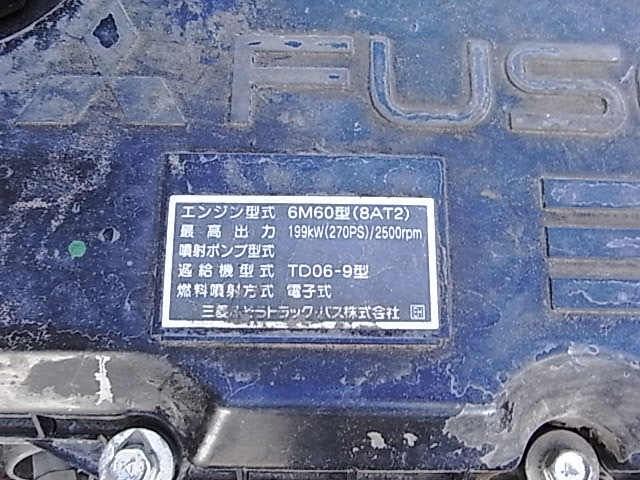 FUS
エンジン型式 6M60型(8AT2)
最高出力 199kW(270PS)/2500rpm
噴射ポンプ型式
過給機型式 TD06-9型
燃料噴射方式 電子式
三菱ふそうトラック・バス株式会社